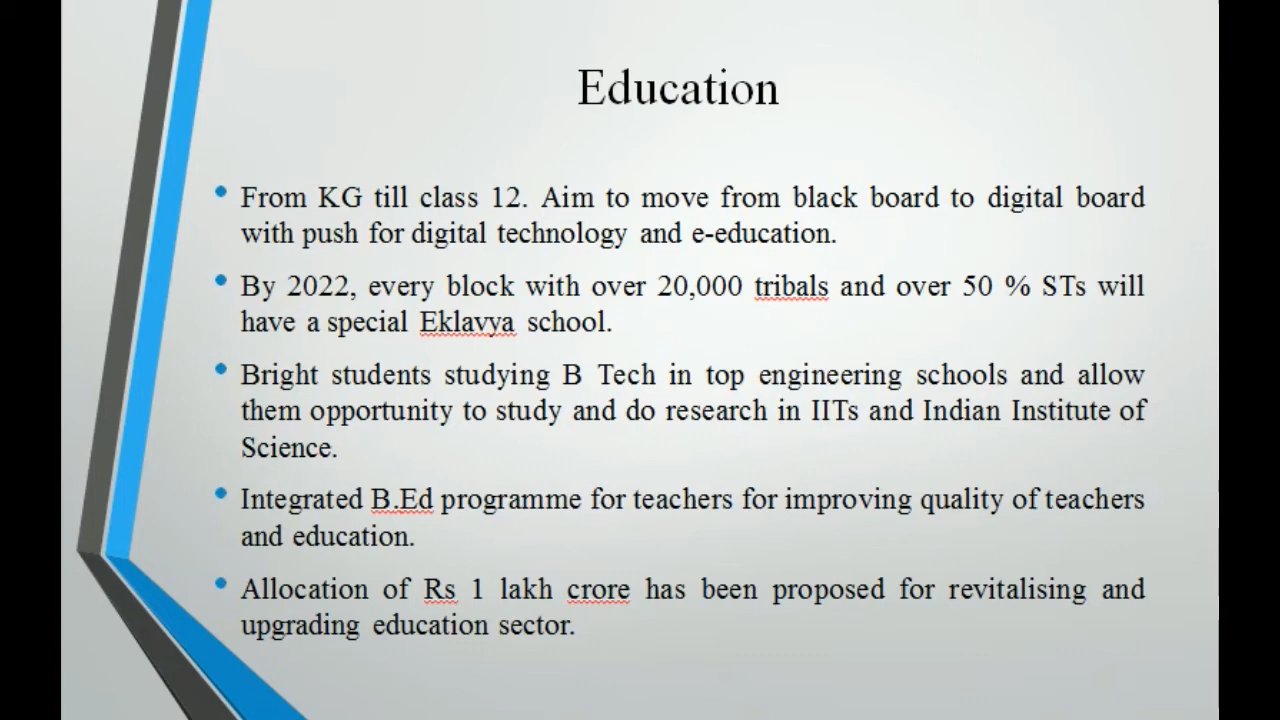 Education
• From KG till class 12. Aim to move from black board to digital board
with push for digital technology and e-education.
• By 2022, every block with over 20,000 tribals and over 50 % STs will
have a special Eklavya school.
• Bright students studying B Tech in top engineering schools and allow
them opportunity to study and do research in IITs and Indian Institute of
Science.
• Integrated B.Ed programme for teachers for improving quality of teachers
and education.
• Allocation of Rs 1 lakh crore has been proposed for revitalising and
upgrading education sector.